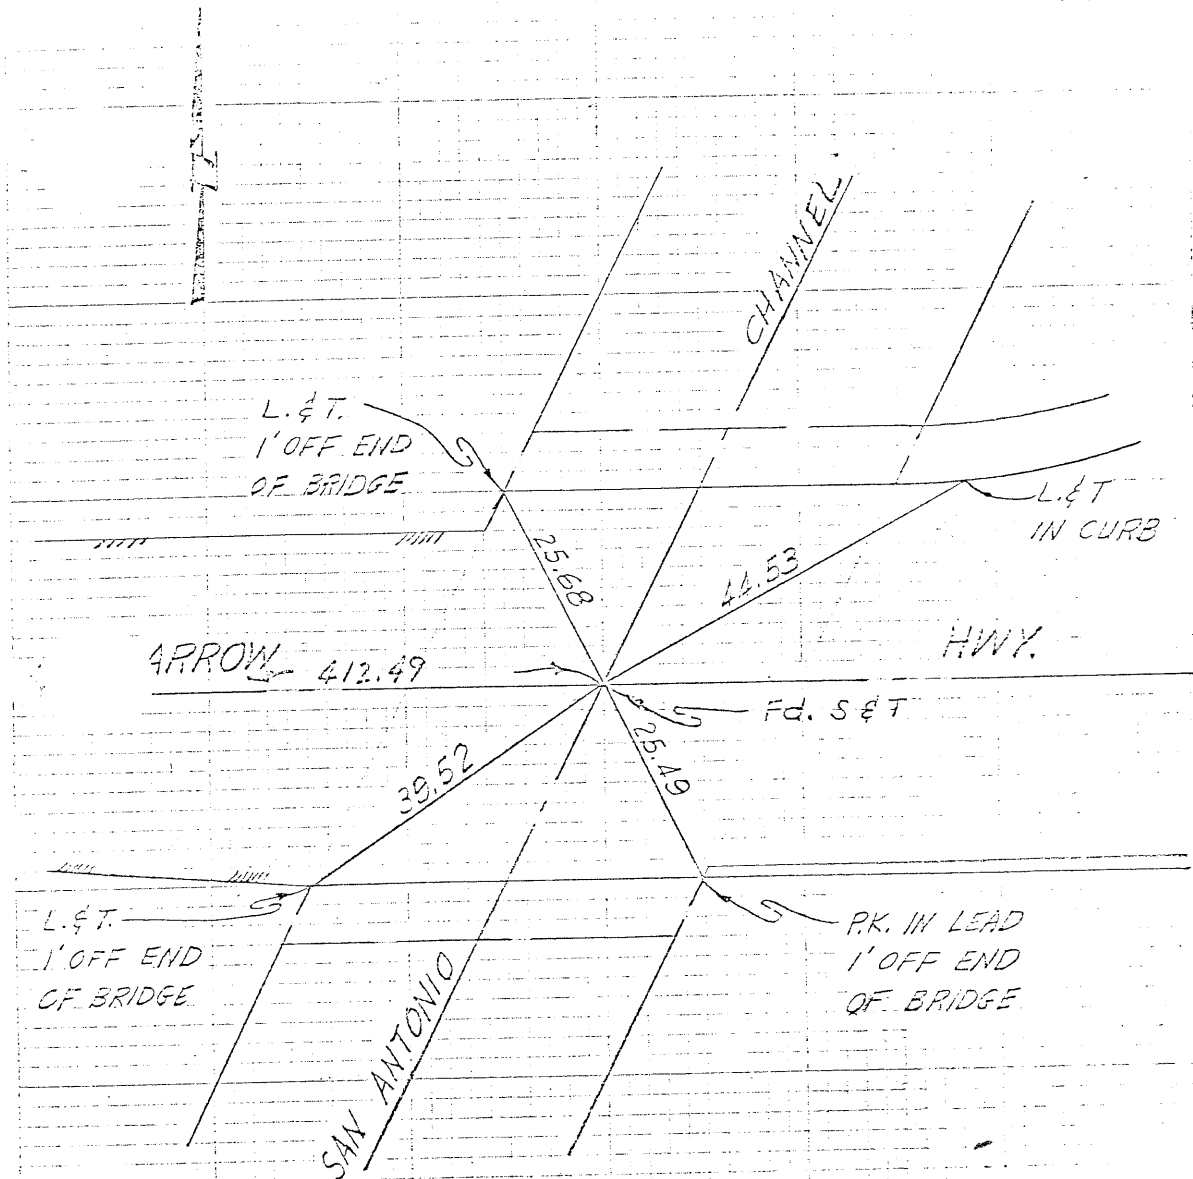 CHANNEL
L. & T.
1' OFF END
OF BRIDGE
L. & T
IN CURB
25.68
44.53
ARROW
412.49
HWY.
Fd. S & T
39.52
25.49
L. & T.
1' OFF END
OF BRIDGE
P.K. IN LEAD
1' OFF END
OF BRIDGE
SAN ANTONIO